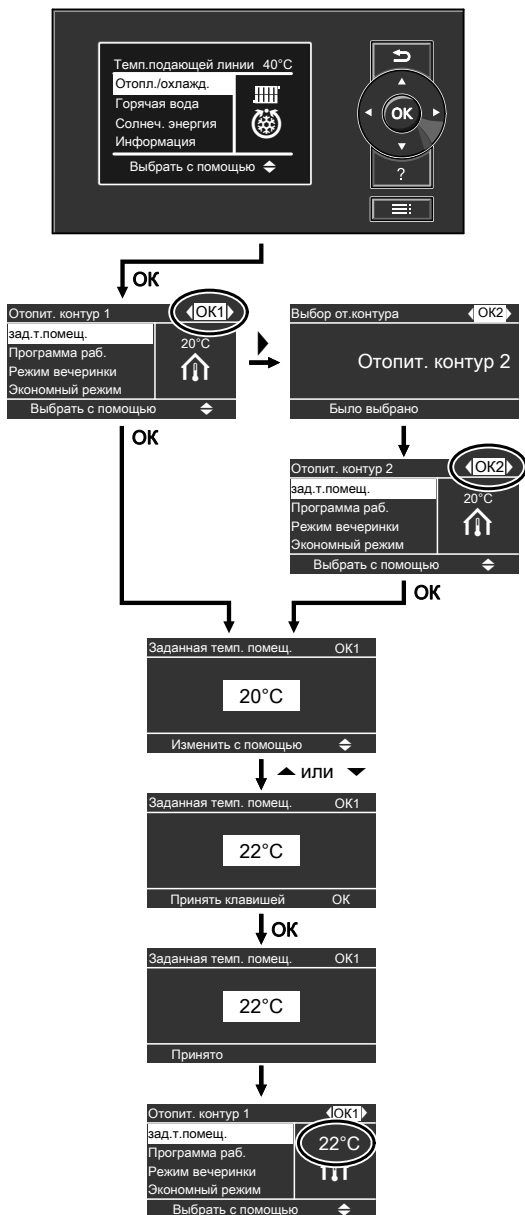 Темп.подающей линии 40°C
Отопл./охлажд.
Горячая вода
Солнеч. энергия
Информация
Выбрать с помощью
OK
?
OK
Отопит. контур 1 OK1
зад.т.помещ.
20°C
Программа раб.
Режим вечеринки
Экономный режим
Выбрать с помощью
Выбор от.контура OK2
Отопит. контур 2
Было выбрано
OK
Отопит. контур 2 OK2
зад.т.помещ.
20°C
Программа раб.
Режим вечеринки
Экономный режим
Выбрать с помощью
OK
Заданная темп. помещ. OK1
20°C
Изменить с помощью
или
Заданная темп. помещ. OK1
22°C
Принять клавишей OK
OK
Заданная темп. помещ. OK1
22°C
Принято
Отопит. контур 1 OK1
зад.т.помещ.
22°C
Программа раб.
Режим вечеринки
Экономный режим
Выбрать с помощью